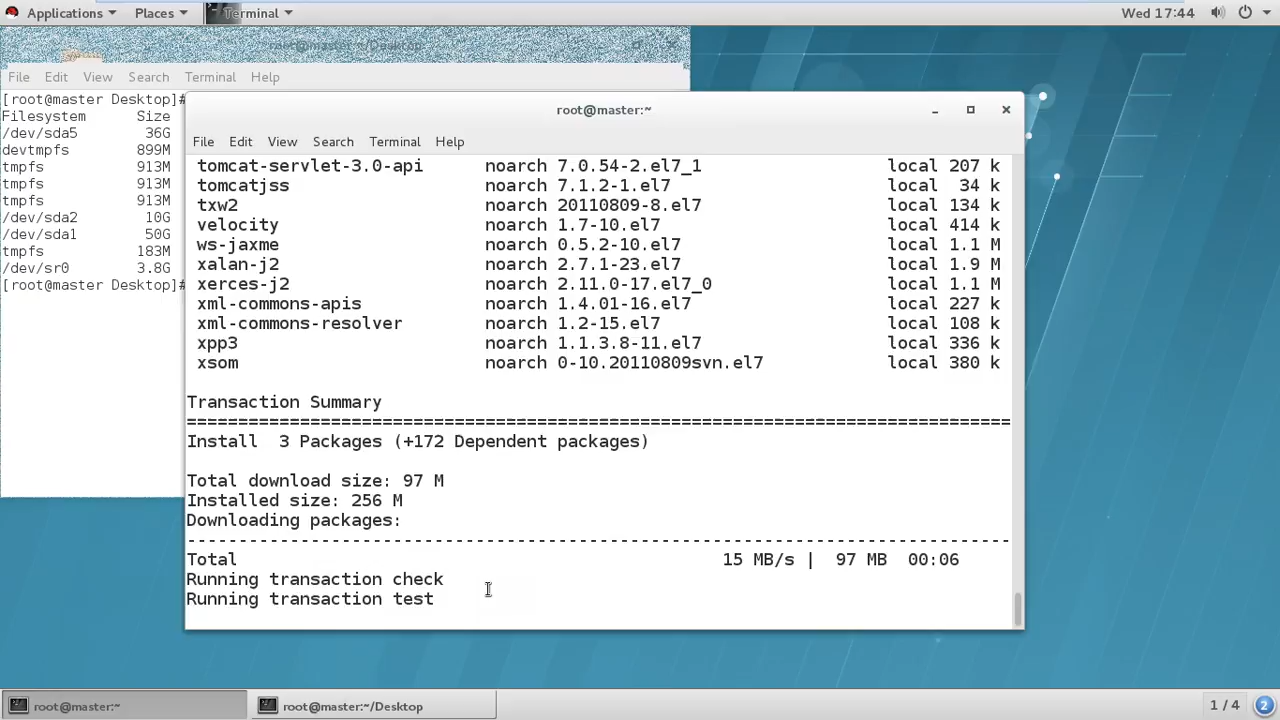 Applications Places Terminal Wed 17:44
File Edit View Search Terminal Help
[root@master Desktop]#
Filesystem Size
/dev/sda5 36G
devtmpfs 899M
tmpfs 913M
tmpfs 913M
tmpfs 913M
/dev/sda2 10G
/dev/sda1 50G
tmpfs 183M
/dev/sr0 3.8G
[root@master Desktop]#
root@master:~
File Edit View Search Terminal Help
tomcat-servlet-3.0-api noarch 7.0.54-2.el7_1 local 207 k
tomcatjss noarch 7.1.2-1.el7 local 34 k
txw2 noarch 20110809-8.el7 local 134 k
velocity noarch 1.7-10.el7 local 414 k
ws-jaxme noarch 0.5.2-10.el7 local 1.1 M
xalan-j2 noarch 2.7.1-23.el7 local 1.9 M
xerces-j2 noarch 2.11.0-17.el7_0 local 1.1 M
xml-commons-apis noarch 1.4.01-16.el7 local 227 k
xml-commons-resolver noarch 1.2-15.el7 local 108 k
xpp3 noarch 1.1.3.8-11.el7 local 336 k
xsom noarch 0-10.20110809svn.el7 local 380 k
Transaction Summary
================================================================================
Install 3 Packages (+172 Dependent packages)
Total download size: 97 M
Installed size: 256 M
Downloading packages:
--------------------------------------------------------------------------------
Total 15 MB/s | 97 MB 00:06
Running transaction check
Running transaction test
root@master:~ root@master:~/Desktop 1 / 4 2